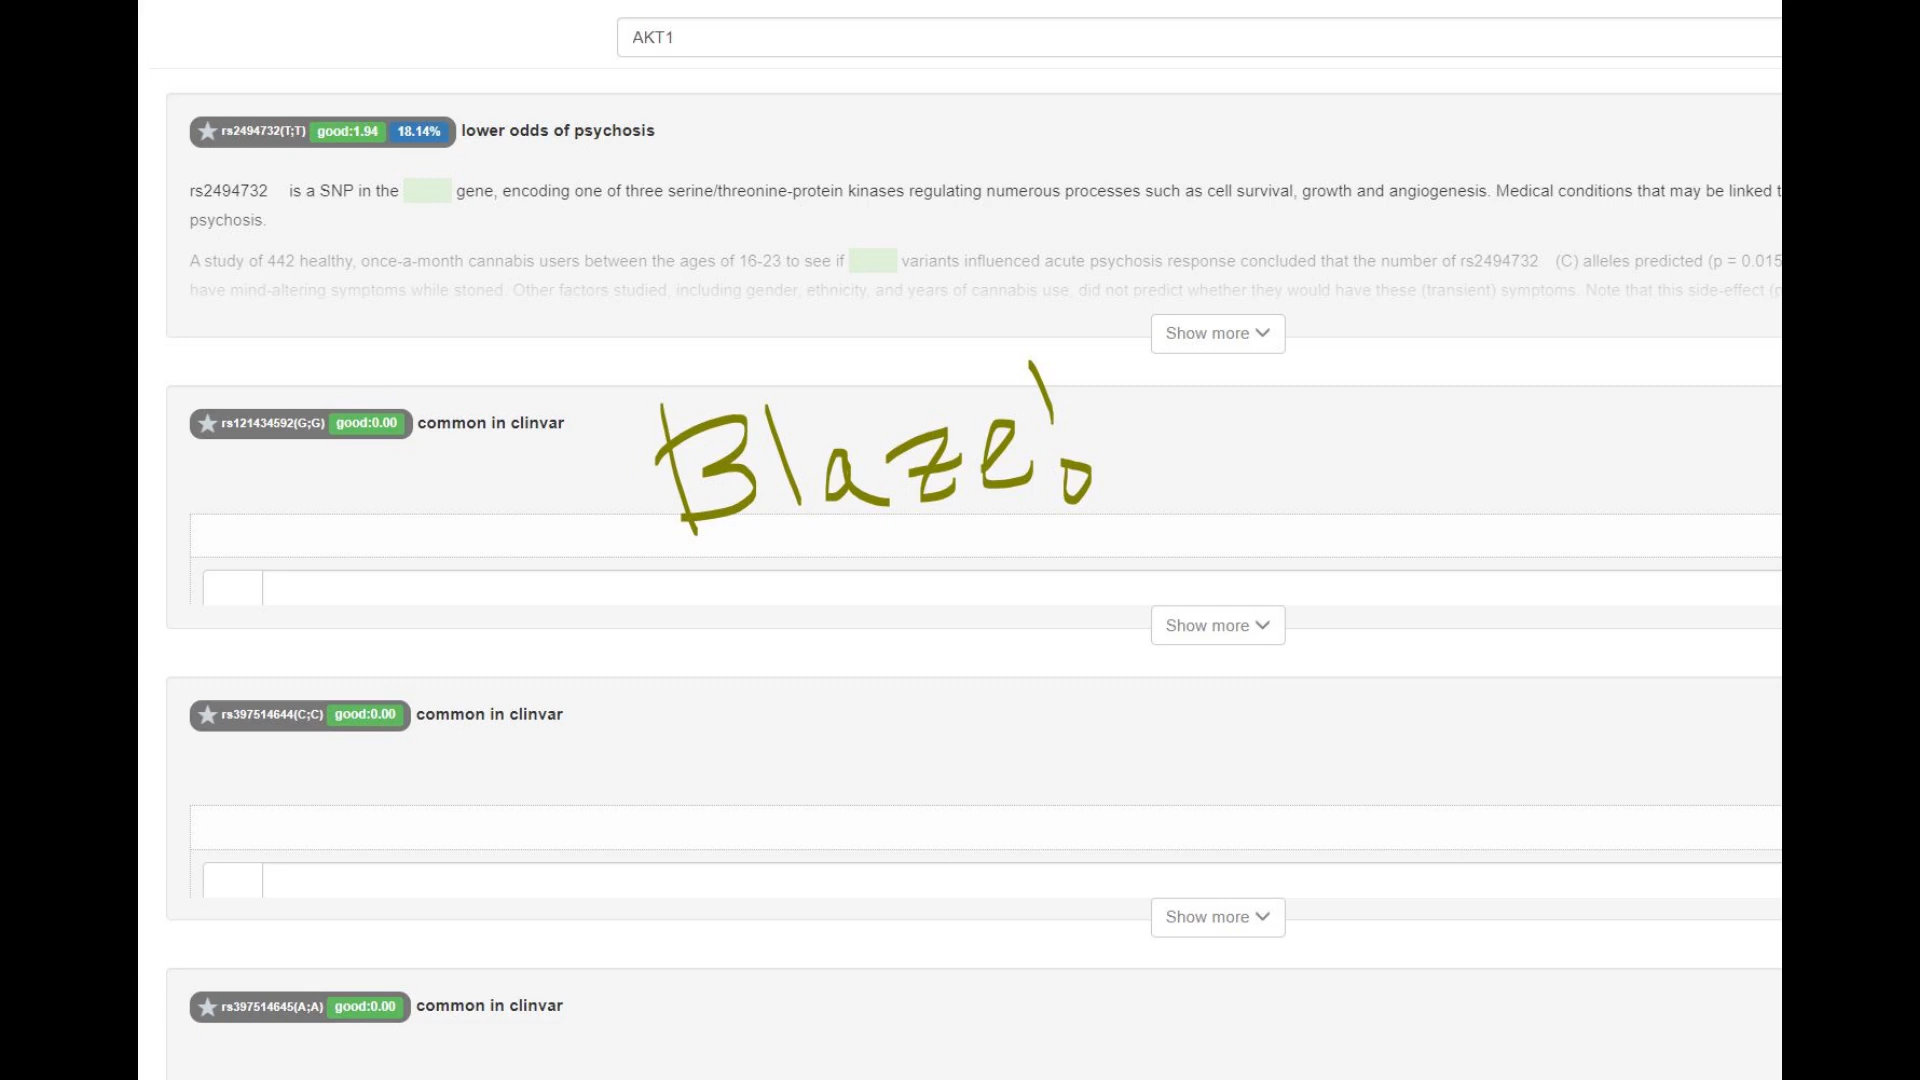 AKT1
rs2494732(T;T) good:1.94 18.14% lower odds of psychosis
rs2494732 is a SNP in the gene, encoding one of three serine/threonine-protein kinases regulating numerous processes such as cell survival, growth and angiogenesis. Medical conditions that may be linked t
psychosis.
A study of 442 healthy, once-a-month cannabis users between the ages of 16-23 to see if variants influenced acute psychosis response concluded that the number of rs2494732 (C) alleles predicted (p = 0.015
have mind-altering symptoms while stoned. Other factors studied, including gender, ethnicity, and years of cannabis use, did not predict whether they would have these (transient) symptoms. Note that this side-effect (p
Show more
rs121434592(G;G) good:0.00 common in clinvar
Blaze!
Show more
rs397514644(C;C) good:0.00 common in clinvar
Show more
rs397514645(A;A) good:0.00 common in clinvar